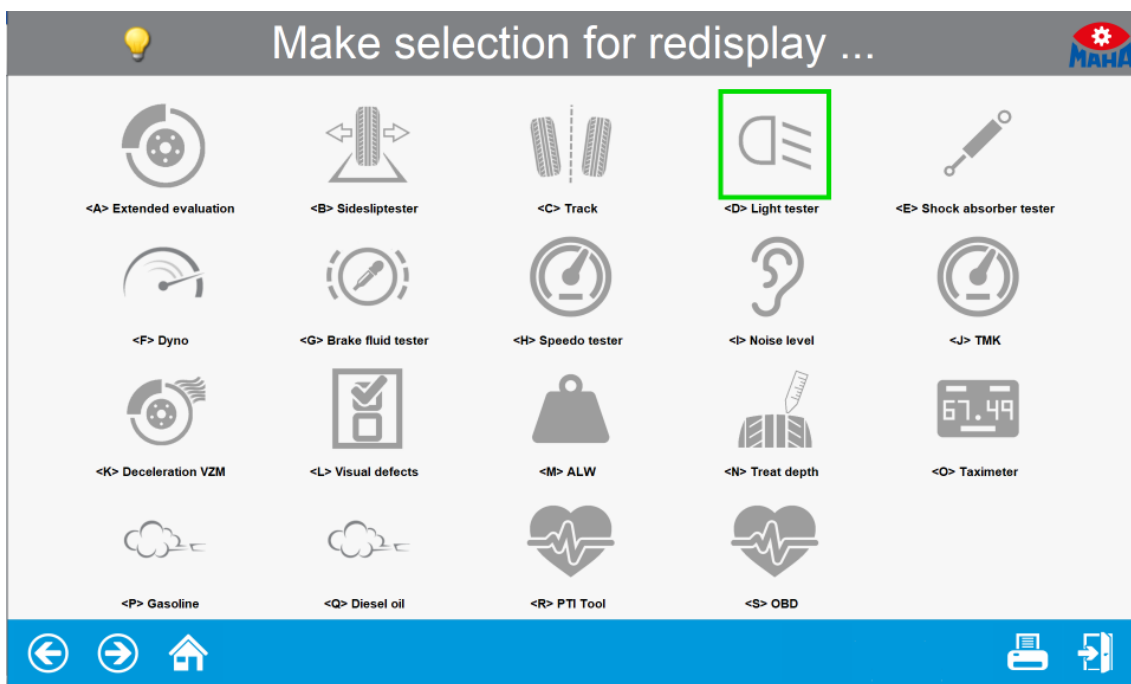 Make selection for redisplay ...
MAHA
<A> Extended evaluation
<B> Sidesliptester
<C> Track
<D> Light tester
<E> Shock absorber tester
<F> Dyno
<G> Brake fluid tester
<H> Speedo tester
<I> Noise level
<J> TMK
67.49
<K> Deceleration VZM
<L> Visual defects
<M> ALW
<N> Treat depth
<O> Taximeter
<P> Gasoline
<Q> Diesel oil
<R> PTI Tool
<S> OBD